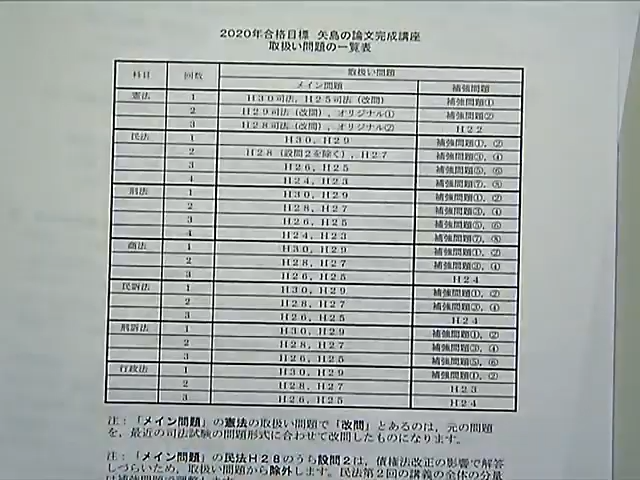 2020年合格目標 矢島の論文完成講座
取扱い問題の一覧表
科目 回数 取扱い問題
メイン問題 補強問題
憲法 1 H30司法，H25司法（改問） 補強問題①
2 H29司法（改問），オリジナル① 補強問題②
3 H28司法（改問），オリジナル② H22
民法 1 H30，H29 補強問題①，②
2 H28（設問2を除く），H27 補強問題③，④
3 H26，H25 補強問題⑤，⑥
4 H24，H23 補強問題⑦，⑧
刑法 1 H30，H29 補強問題①，②
2 H28，H27 補強問題③，④
3 H26，H25 補強問題⑤，⑥
4 H24，H23 補強問題⑦，⑧
商法 1 H30，H29 補強問題①，②
2 H28，H27 補強問題③，④
3 H26，H25 H24
民訴法 1 H30，H29 補強問題①，②
2 H28，H27 補強問題③，④
3 H26，H25 H24
刑訴法 1 H30，H29 補強問題①，②
2 H28，H27 補強問題③，④
3 H26，H25 補強問題⑤，⑥
行政法 1 H30，H29 補強問題①，②
2 H28，H27 H23
3 H26，H25 H24
注：「メイン問題」の憲法の取扱い問題で「改問」とあるのは，元の問題
を，最近の司法試験の問題形式に合わせて改問したものになります。
注：「メイン問題」の民法H28のうち設問2は，債権法改正の影響で解答
しづらいため，取扱い問題から除外します。民法第2回の講義の全体の分量
は補強問題で調整します。